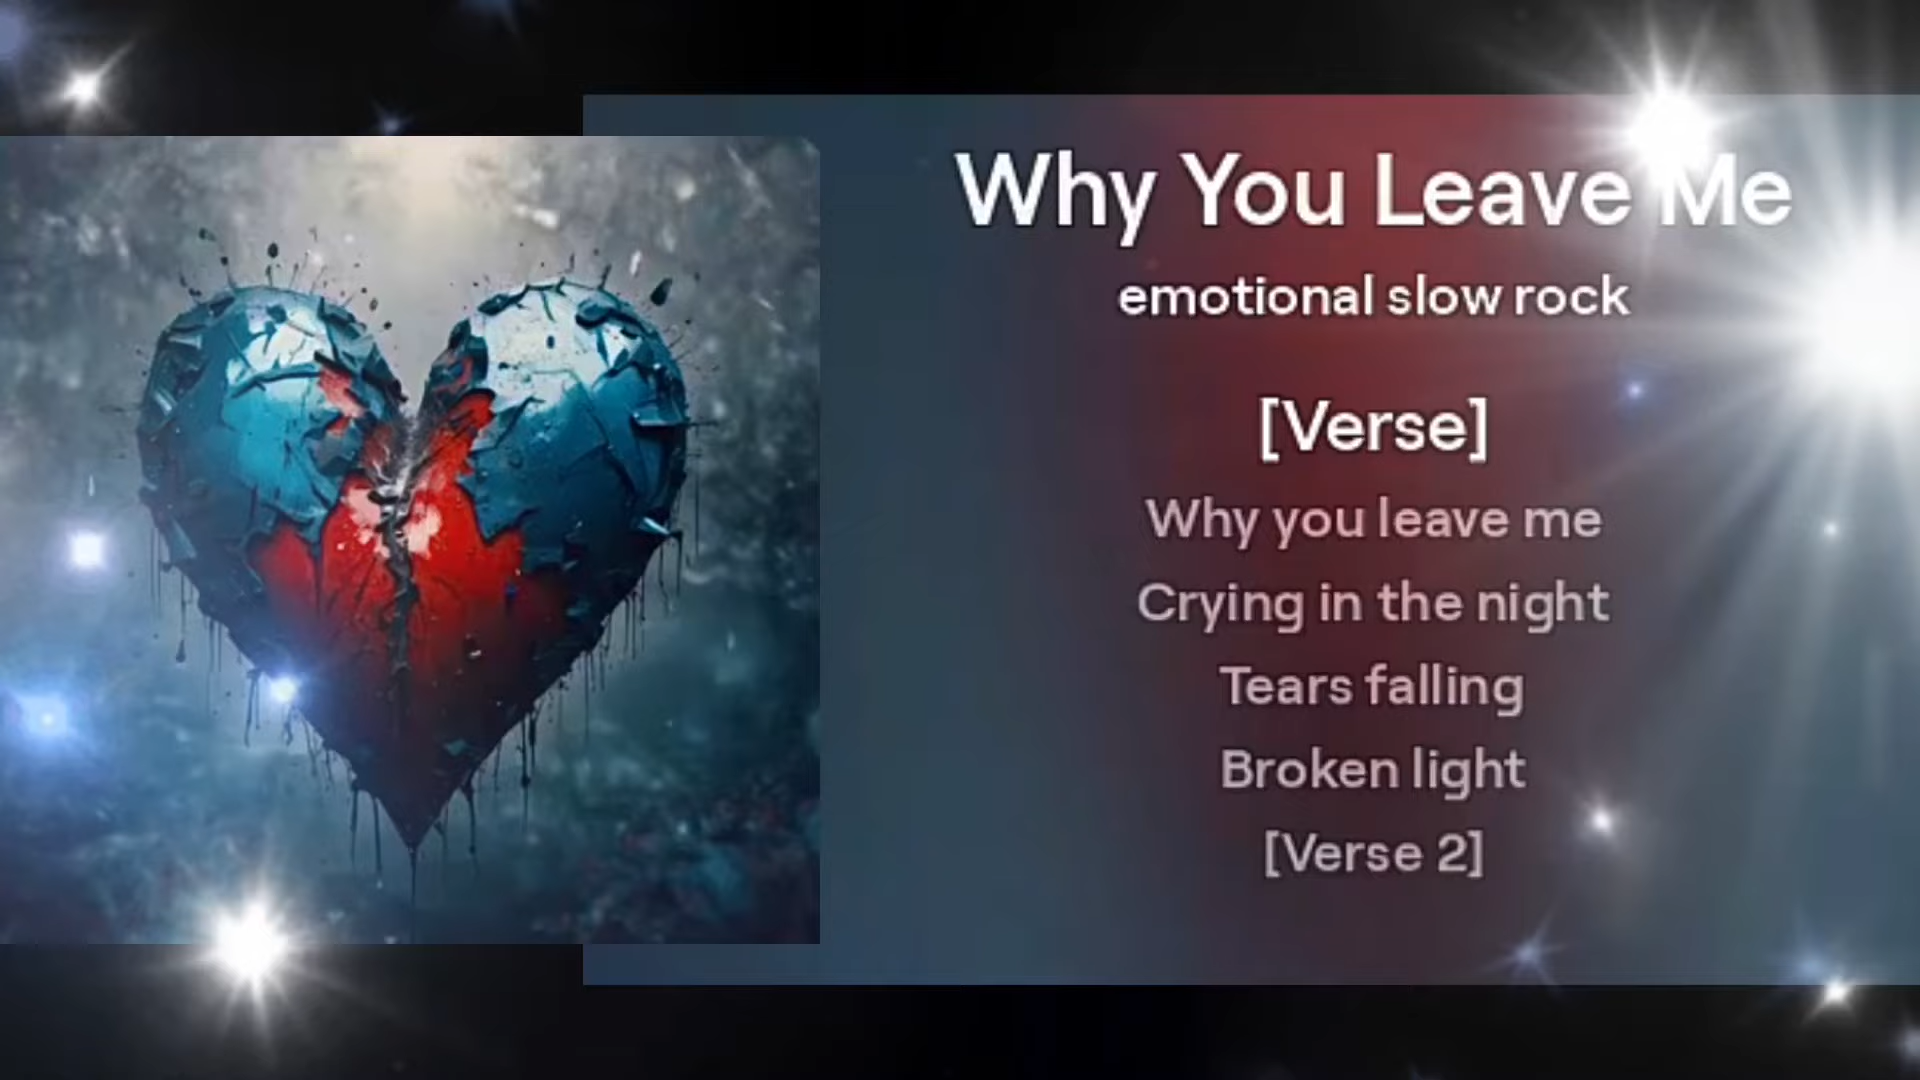 Why You Leave Me
emotional slow rock
[Verse]
Why you leave me
Crying in the night
Tears falling
Broken light
[Verse 2]